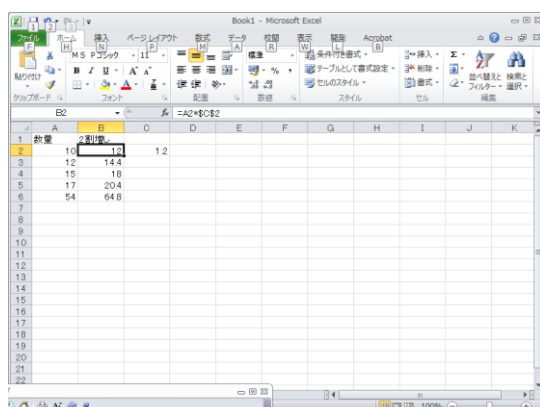 Book1 - Microsoft Excel
1 2
ファイル ホーム 挿入 ページ レイアウト 数式 データ 校閲 表示 開発 Acrobat
F H N P M A R W L B
貼り付け
MS Pゴシック 11
B I U A A
標準
% ,
条件付き書式
テーブルとして書式設定
セルのスタイル
挿入
削除
書式
Σ
並べ替えと
フィルター
検索と
選択
クリップボード フォント 配置 数値 スタイル セル 編集
B2 fx =A2*$C$2
A B C D E F G H I J K
1 数量 2割増し
2 10 12 1.2
3 12 14.4
4 15 18
5 17 20.4
6 54 64.8
7
8
9
10
11
12
13
14
15
16
17
18
19
20
21
22
100%